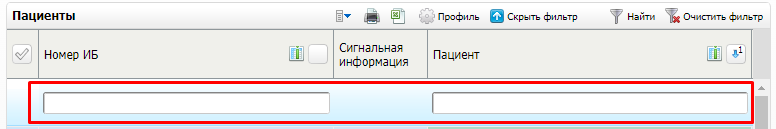 Пациенты Профиль Скрыть фильтр Найти Очистить фильтр
Номер ИБ Сигнальная информация Пациент 1